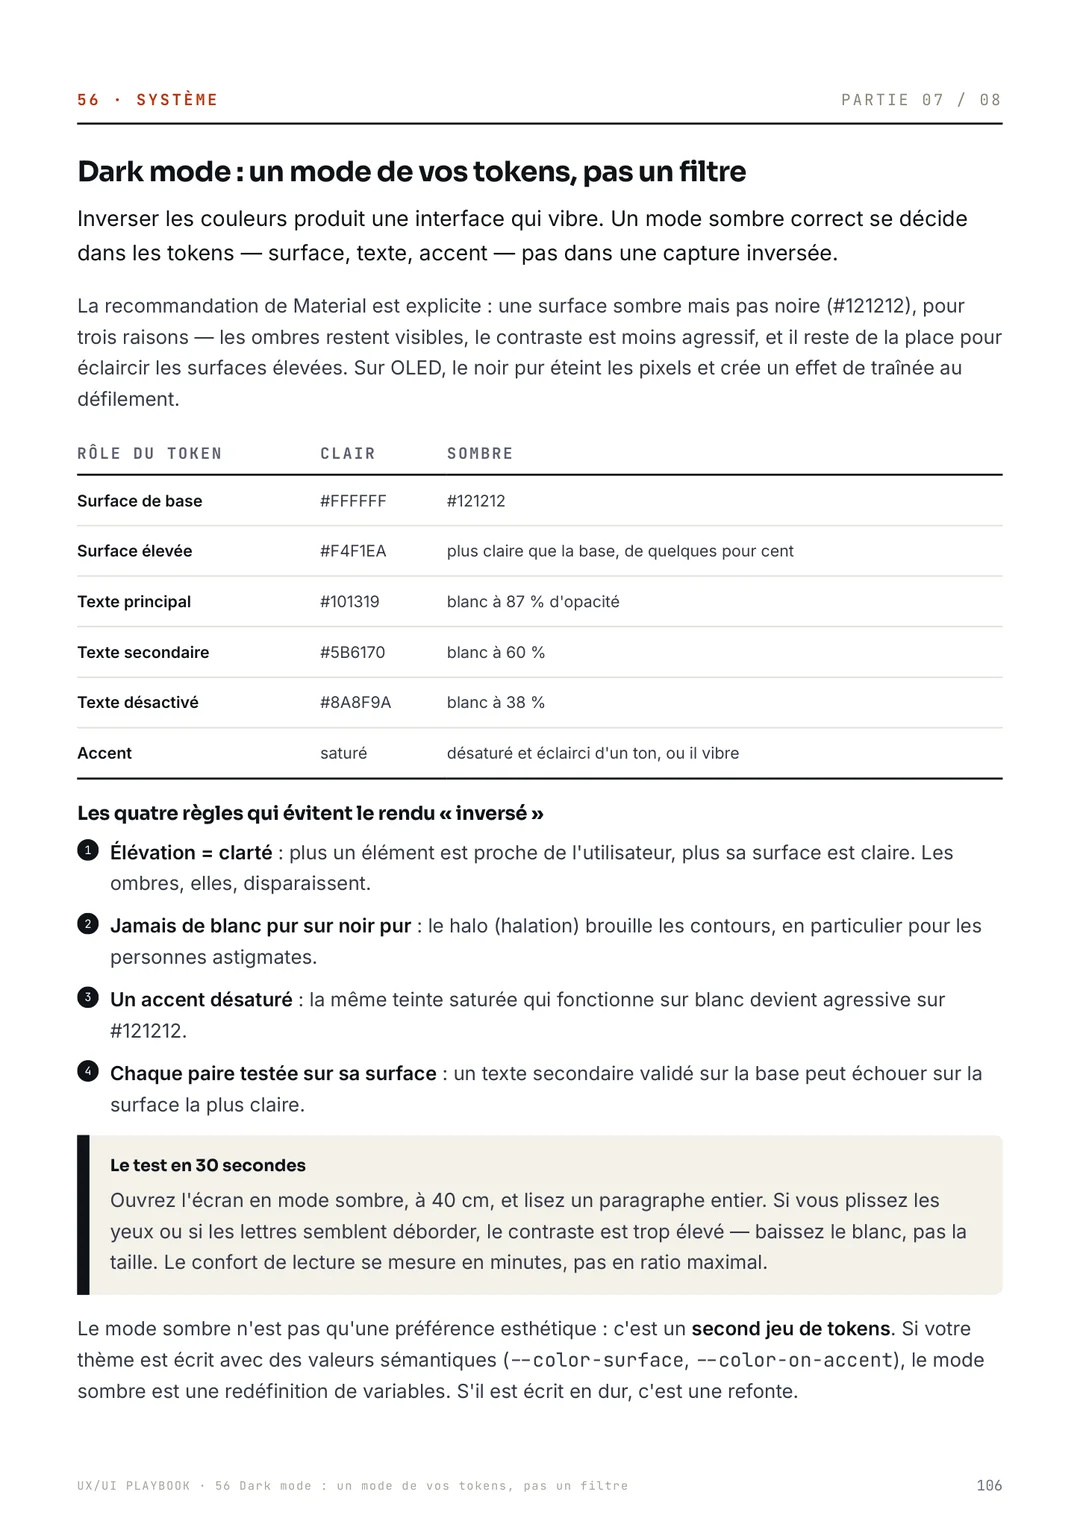 56 · SYSTÈME
PARTIE 07 / 08
Dark mode : un mode de vos tokens, pas un filtre
Inverser les couleurs produit une interface qui vibre. Un mode sombre correct se décide
dans les tokens — surface, texte, accent — pas dans une capture inversée.
La recommandation de Material est explicite : une surface sombre mais pas noire (#121212), pour
trois raisons — les ombres restent visibles, le contraste est moins agressif, et il reste de la place pour
éclaircir les surfaces élevées. Sur OLED, le noir pur éteint les pixels et crée un effet de traînée au
défilement.
RÔLE DU TOKEN CLAIR SOMBRE
Surface de base #FFFFFF #121212
Surface élevée #F4F1EA plus claire que la base, de quelques pour cent
Texte principal #101319 blanc à 87 % d'opacité
Texte secondaire #5B6170 blanc à 60 %
Texte désactivé #8A8F9A blanc à 38 %
Accent saturé désaturé et éclairci d'un ton, ou il vibre
Les quatre règles qui évitent le rendu « inversé »
1 Élévation = clarté : plus un élément est proche de l'utilisateur, plus sa surface est claire. Les
ombres, elles, disparaissent.
2 Jamais de blanc pur sur noir pur : le halo (halation) brouille les contours, en particulier pour les
personnes astigmates.
3 Un accent désaturé : la même teinte saturée qui fonctionne sur blanc devient agressive sur
#121212.
4 Chaque paire testée sur sa surface : un texte secondaire validé sur la base peut échouer sur la
surface la plus claire.
Le test en 30 secondes
Ouvrez l'écran en mode sombre, à 40 cm, et lisez un paragraphe entier. Si vous plissez les
yeux ou si les lettres semblent déborder, le contraste est trop élevé — baissez le blanc, pas la
taille. Le confort de lecture se mesure en minutes, pas en ratio maximal.
Le mode sombre n'est pas qu'une préférence esthétique : c'est un second jeu de tokens. Si votre
thème est écrit avec des valeurs sémantiques (--color-surface, --color-on-accent), le mode
sombre est une redéfinition de variables. S'il est écrit en dur, c'est une refonte.
UX/UI PLAYBOOK · 56 Dark mode : un mode de vos tokens, pas un filtre
106